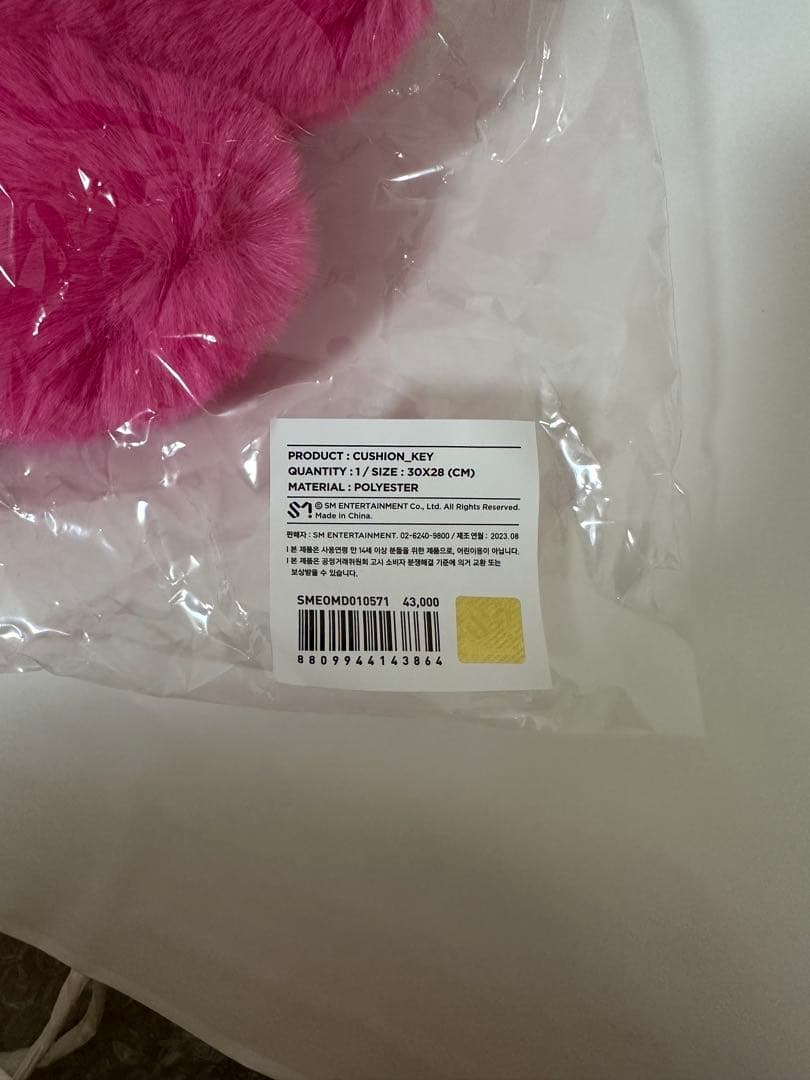 PRODUCT : CUSHION_KEY
QUANTITY : 1 / SIZE : 30X28 (CM)
MATERIAL : POLYESTER
SM
© SM ENTERTAINMENT Co., Ltd. All Rights Reserved.
Made in China.
판매자 : SM ENTERTAINMENT. 02-6240-9800 / 제조연월 : 2023. 08
ㅣ본 제품은 사용연령 만 14세 이상 분들을 위한 제품으로, 어린이용이 아닙니다.
ㅣ본 제품은 공정거래위원회 고시 소비자 분쟁해결 기준에 의거 교환 또는
보상받을 수 있습니다.
SMEOMD010571 43,000
8809944143864